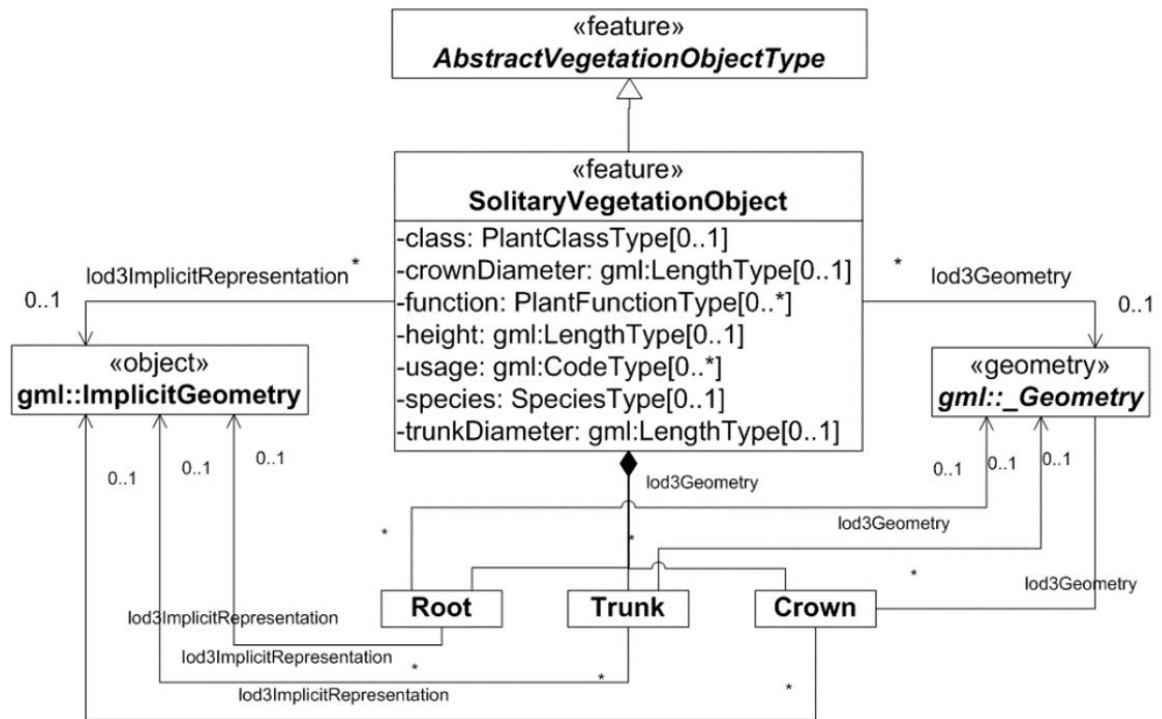 «feature»
AbstractVegetationObjectType
«feature»
SolitaryVegetationObject
-class: PlantClassType[0..1]
-crownDiameter: gml:LengthType[0..1]
-function: PlantFunctionType[0..*]
-height: gml:LengthType[0..1]
-usage: gml:CodeType[0..*]
-species: SpeciesType[0..1]
-trunkDiameter: gml:LengthType[0..1]
lod3ImplicitRepresentation
*
0..1
*
lod3Geometry
0..1
«object»
gml::ImplicitGeometry
«geometry»
gml::_Geometry
0..1
0..1
0..1
lod3Geometry
0..1
0..1
0..1
*
*
lod3Geometry
*
lod3Geometry
Root
Trunk
Crown
lod3ImplicitRepresentation
lod3ImplicitRepresentation
*
lod3ImplicitRepresentation
*
*